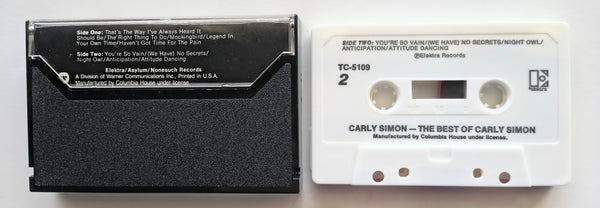 Side One: That's The Way I've Always Heard It
Should Be/The Right Thing To Do/Mockingbird/Legend In
Your Own Time/Haven't Got Time For The Pain
Side Two: You're So Vain/(We Have) No Secrets/
Night Owl/Anticipation/Attitude Dancing
Elektra/Asylum/Nonesuch Records
A Division of Warner Communications Inc., Printed in U.S.A.
Manufactured by Columbia House under license.
SIDE TWO: YOU'RE SO VAIN/(WE HAVE) NO SECRETS/NIGHT OWL/
ANTICIPATION/ATTITUDE DANCING
ⓅElektra Records
TC-5109
2
elektra
CARLY SIMON — THE BEST OF CARLY SIMON
Manufactured by Columbia House under license.